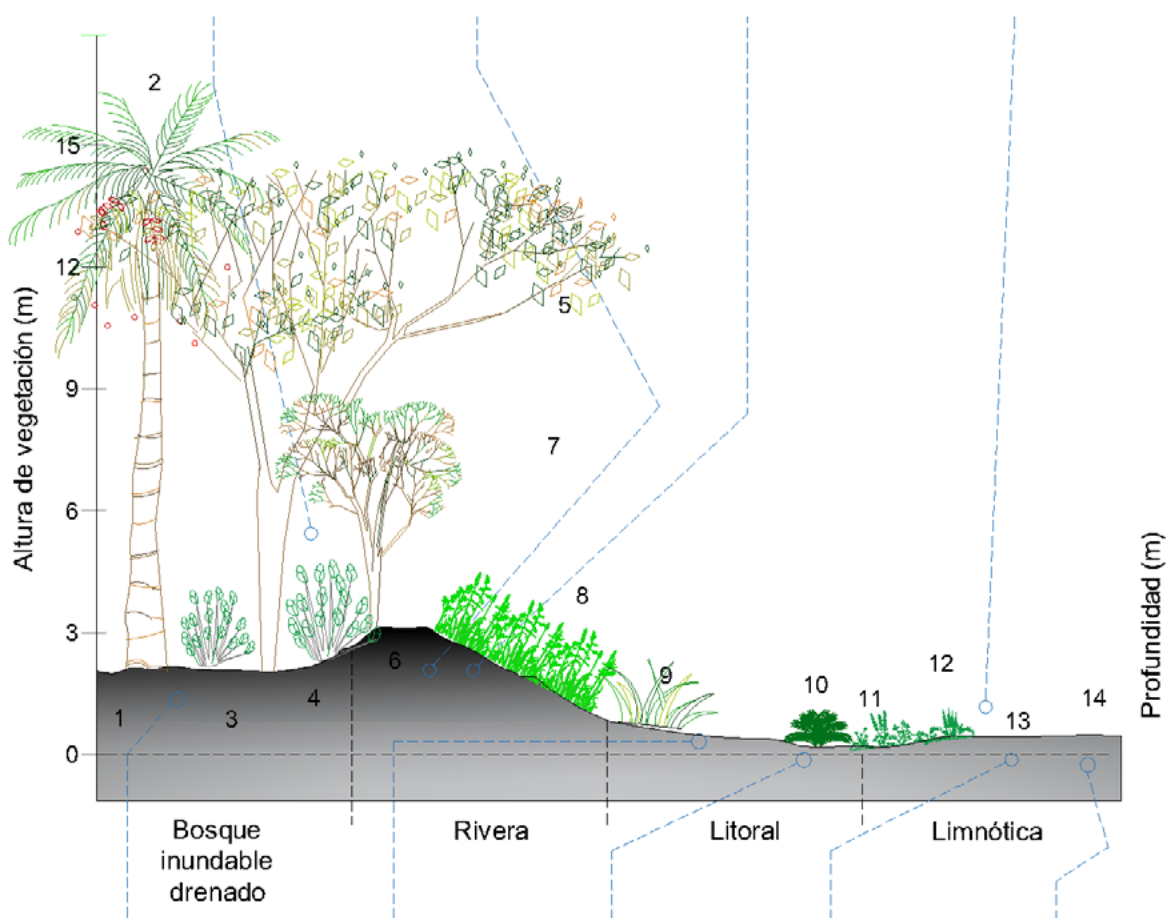 Altura de vegetación (m)
15
12
9
6
3
0
1
2
3
4
5
6
7
8
9
10
11
12
13
14
Profundidad (m)
Bosque
inundable
drenado
Rivera
Litoral
Limnótica